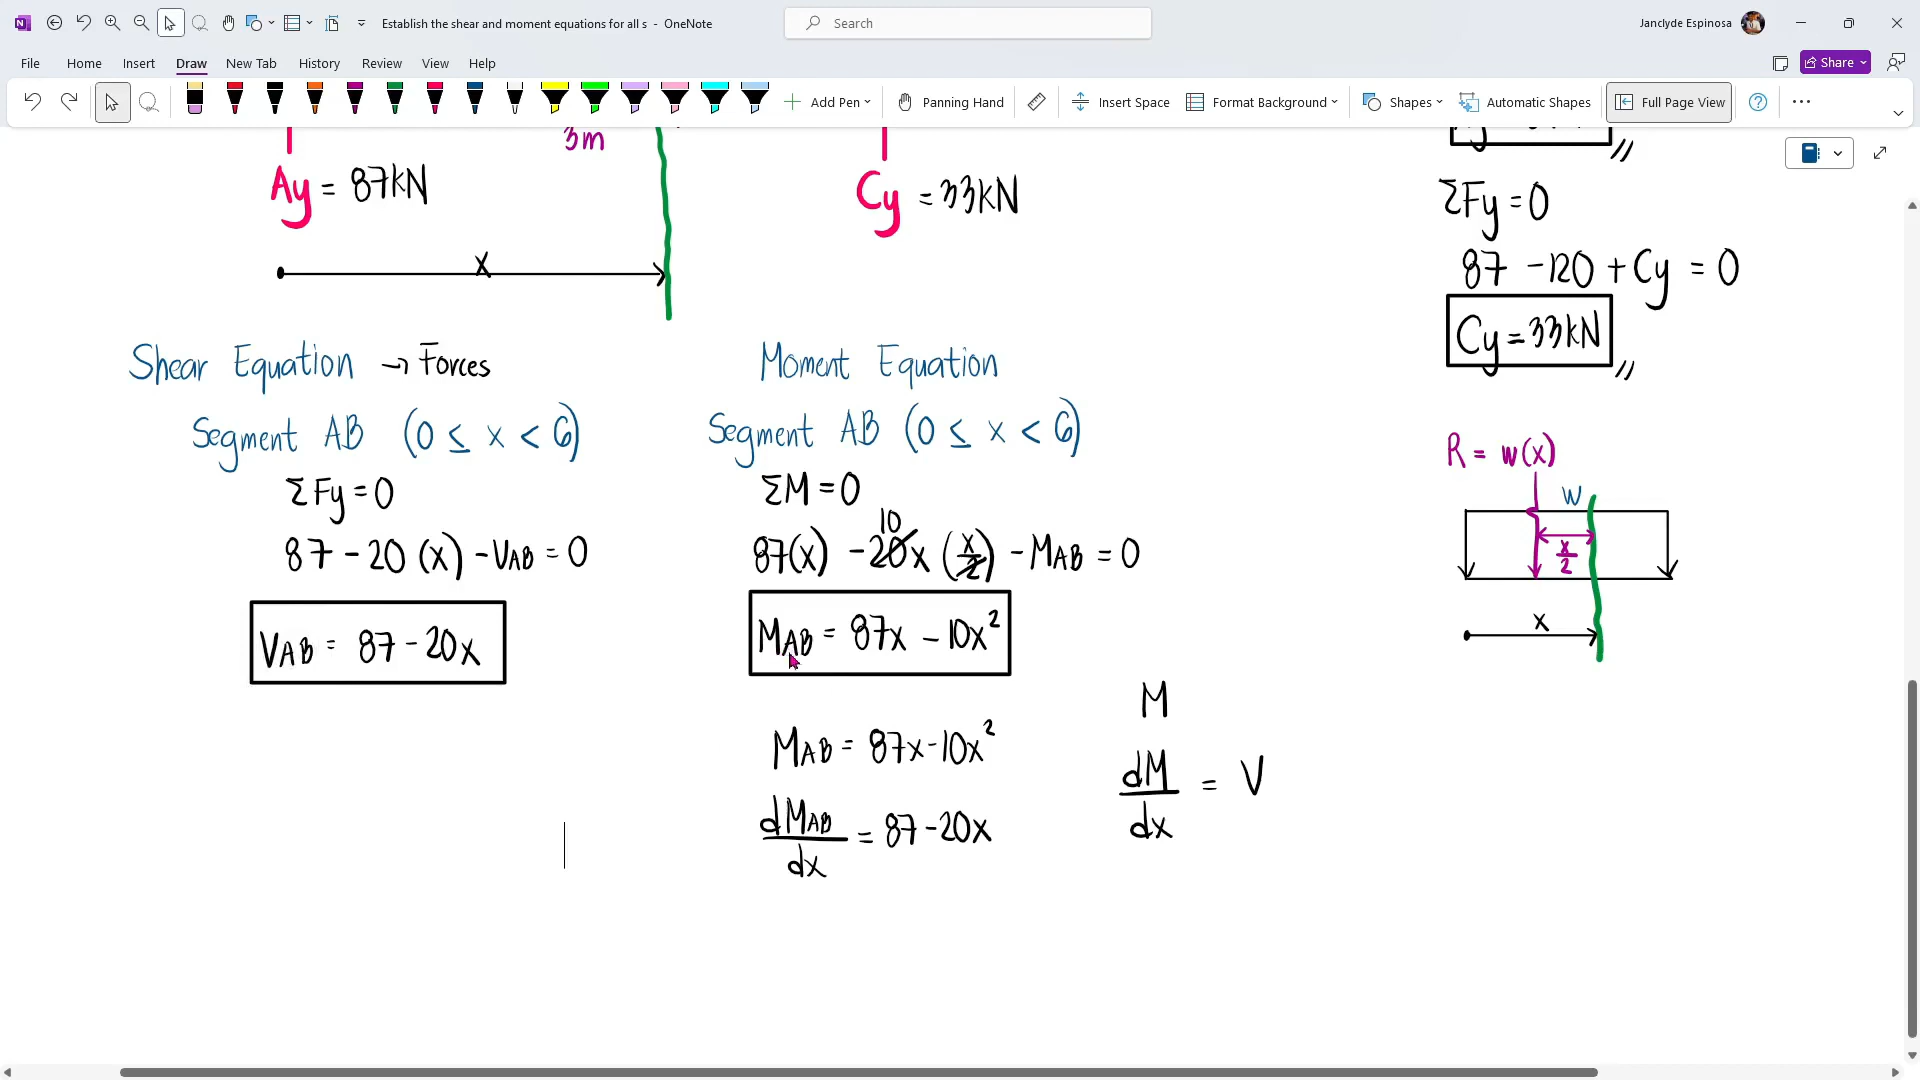 Establish the shear and moment equations for all s - OneNote
Search
Janclyde Espinosa
File Home Insert Draw New Tab History Review View Help
Share
Add Pen
Panning Hand
Insert Space
Format Background
Shapes
Automatic Shapes
Full Page View
3m
Ay = 87kN
Cy = 33kN
x
ΣFy = 0
87 - 120 + Cy = 0
Cy = 33kN
Shear Equation → Forces
Segment AB (0 ≤ x < 6)
ΣFy = 0
87 - 20 (x) - VAB = 0
VAB = 87 - 20x
Moment Equation
Segment AB (0 ≤ x < 6)
ΣM = 0
10
87(x) - 20x (x/2) - MAB = 0
MAB = 87x - 10x²
MAB = 87x - 10x²
dMAB/dx = 87 - 20x
M
dM/dx = V
R = w(x)
w
x/2
x